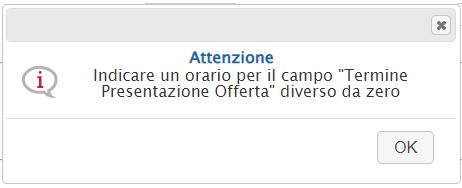 Attenzione
Indicare un orario per il campo "Termine
Presentazione Offerta" diverso da zero
OK